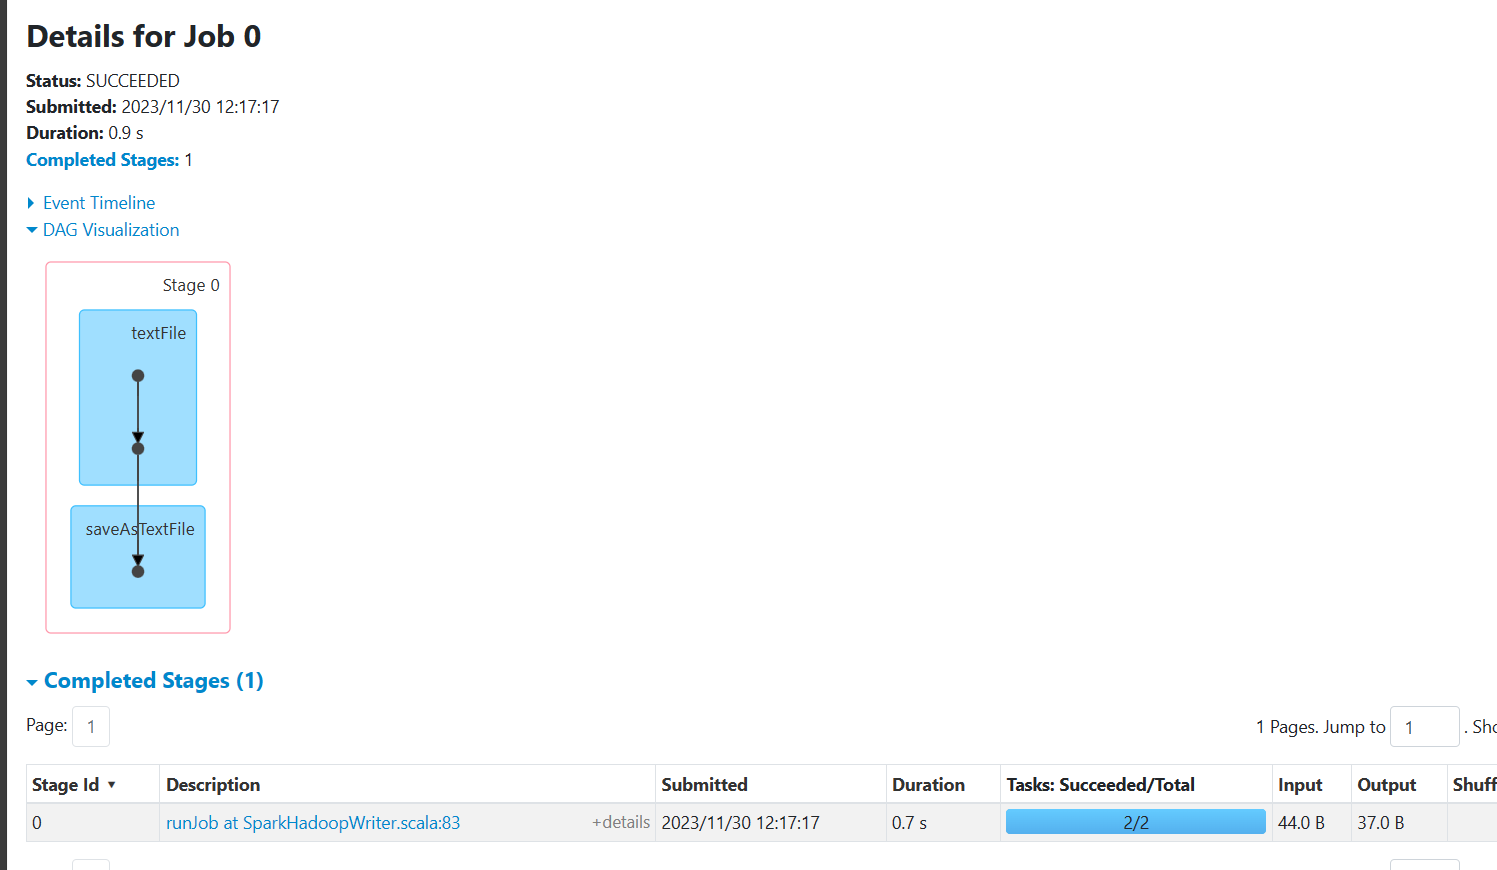 Details for Job 0
Status: SUCCEEDED
Submitted: 2023/11/30 12:17:17
Duration: 0.9 s
Completed Stages: 1
Event Timeline
DAG Visualization
Stage 0
textFile
saveAsTextFile
Completed Stages (1)
Page: 1 1 Pages. Jump to 1 . Sho
Stage Id ▾ Description Submitted Duration Tasks: Succeeded/Total Input Output Shuff
0 runJob at SparkHadoopWriter.scala:83 +details 2023/11/30 12:17:17 0.7 s 2/2 44.0 B 37.0 B